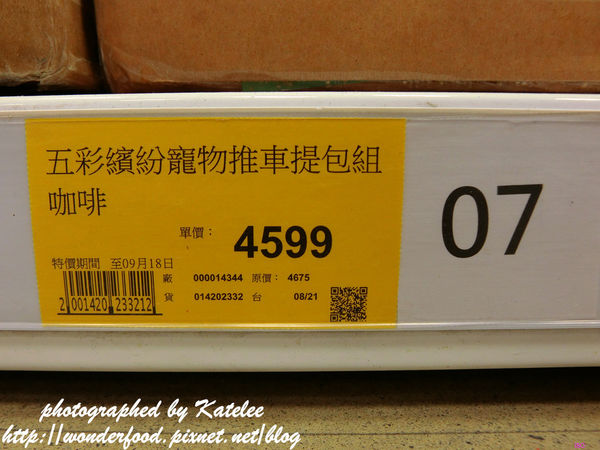 五彩繽紛寵物推車提包組
咖啡
單價： 4599
特價期間 至09月18日
廠 000014344 原價： 4675
貨 014202332 台 08/21
2 001420 233212
07
photographed by Katelee
http://wonderfood.pixnet.net/blog